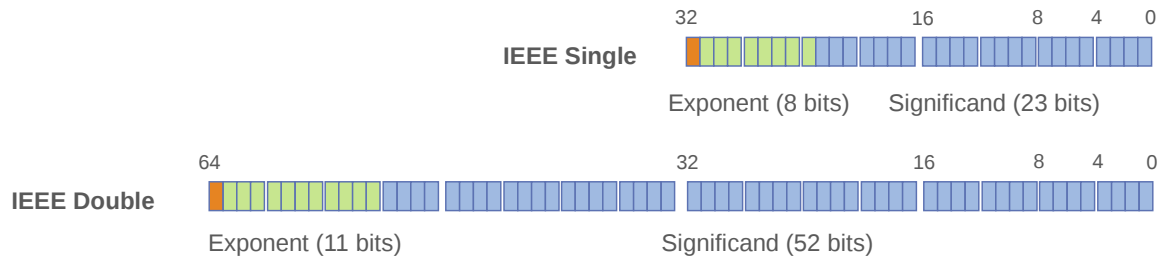 32 16 8 4 0
IEEE Single
Exponent (8 bits) Significand (23 bits)
64 32 16 8 4 0
IEEE Double
Exponent (11 bits) Significand (52 bits)